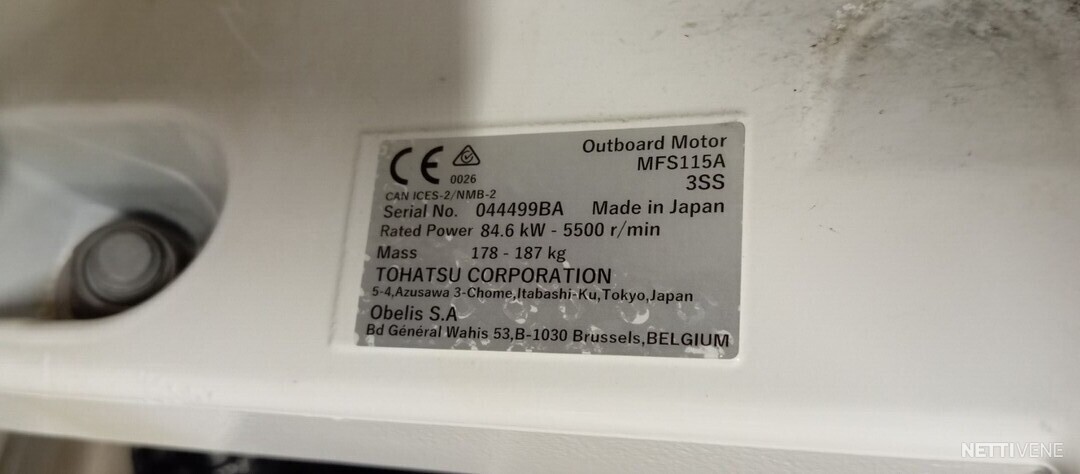 CE
0026
Outboard Motor
MFS115A
3SS
CAN ICES-2/NMB-2
Serial No. 044499BA Made in Japan
Rated Power 84.6 kW - 5500 r/min
Mass 178 - 187 kg
TOHATSU CORPORATION
5-4,Azusawa 3-Chome,Itabashi-Ku,Tokyo,Japan
Obelis S.A
Bd Général Wahis 53,B-1030 Brussels,BELGIUM
NETTIVENE